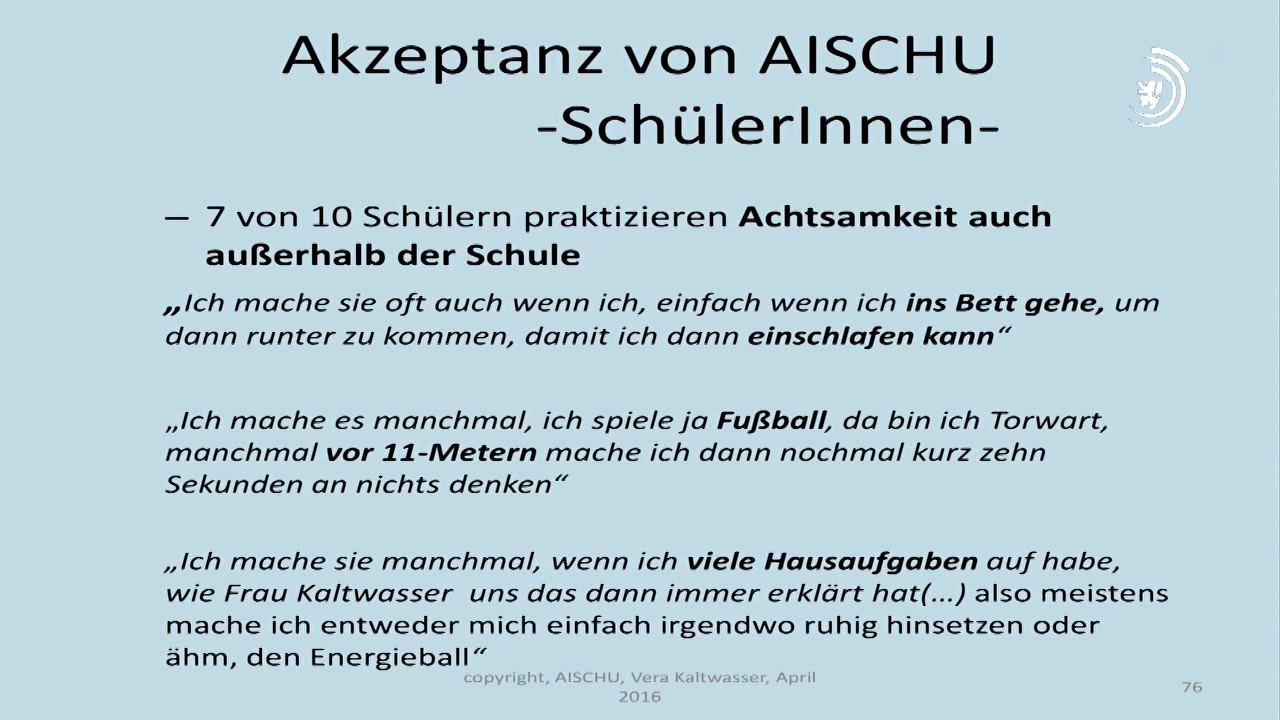 Akzeptanz von AISCHU
-SchülerInnen-
– 7 von 10 Schülern praktizieren Achtsamkeit auch
außerhalb der Schule
„Ich mache sie oft auch wenn ich, einfach wenn ich ins Bett gehe, um
dann runter zu kommen, damit ich dann einschlafen kann“
„Ich mache es manchmal, ich spiele ja Fußball, da bin ich Torwart,
manchmal vor 11-Metern mache ich dann nochmal kurz zehn
Sekunden an nichts denken“
„Ich mache sie manchmal, wenn ich viele Hausaufgaben auf habe,
wie Frau Kaltwasser uns das dann immer erklärt hat(...) also meistens
mache ich entweder mich einfach irgendwo ruhig hinsetzen oder
ähm, den Energieball“
copyright, AISCHU, Vera Kaltwasser, April
2016
76